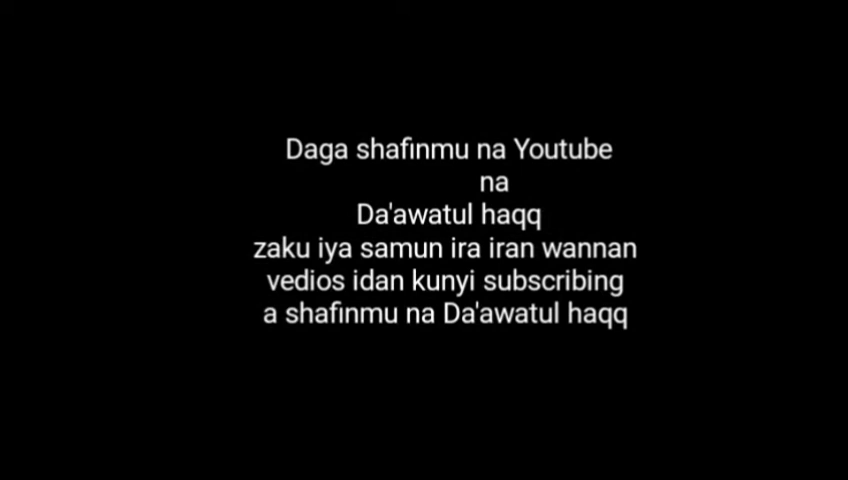 Daga shafinmu na Youtube
na
Da'awatul haqq
zaku iya samun ira iran wannan
vedios idan kunyi subscribing
a shafinmu na Da'awatul haqq